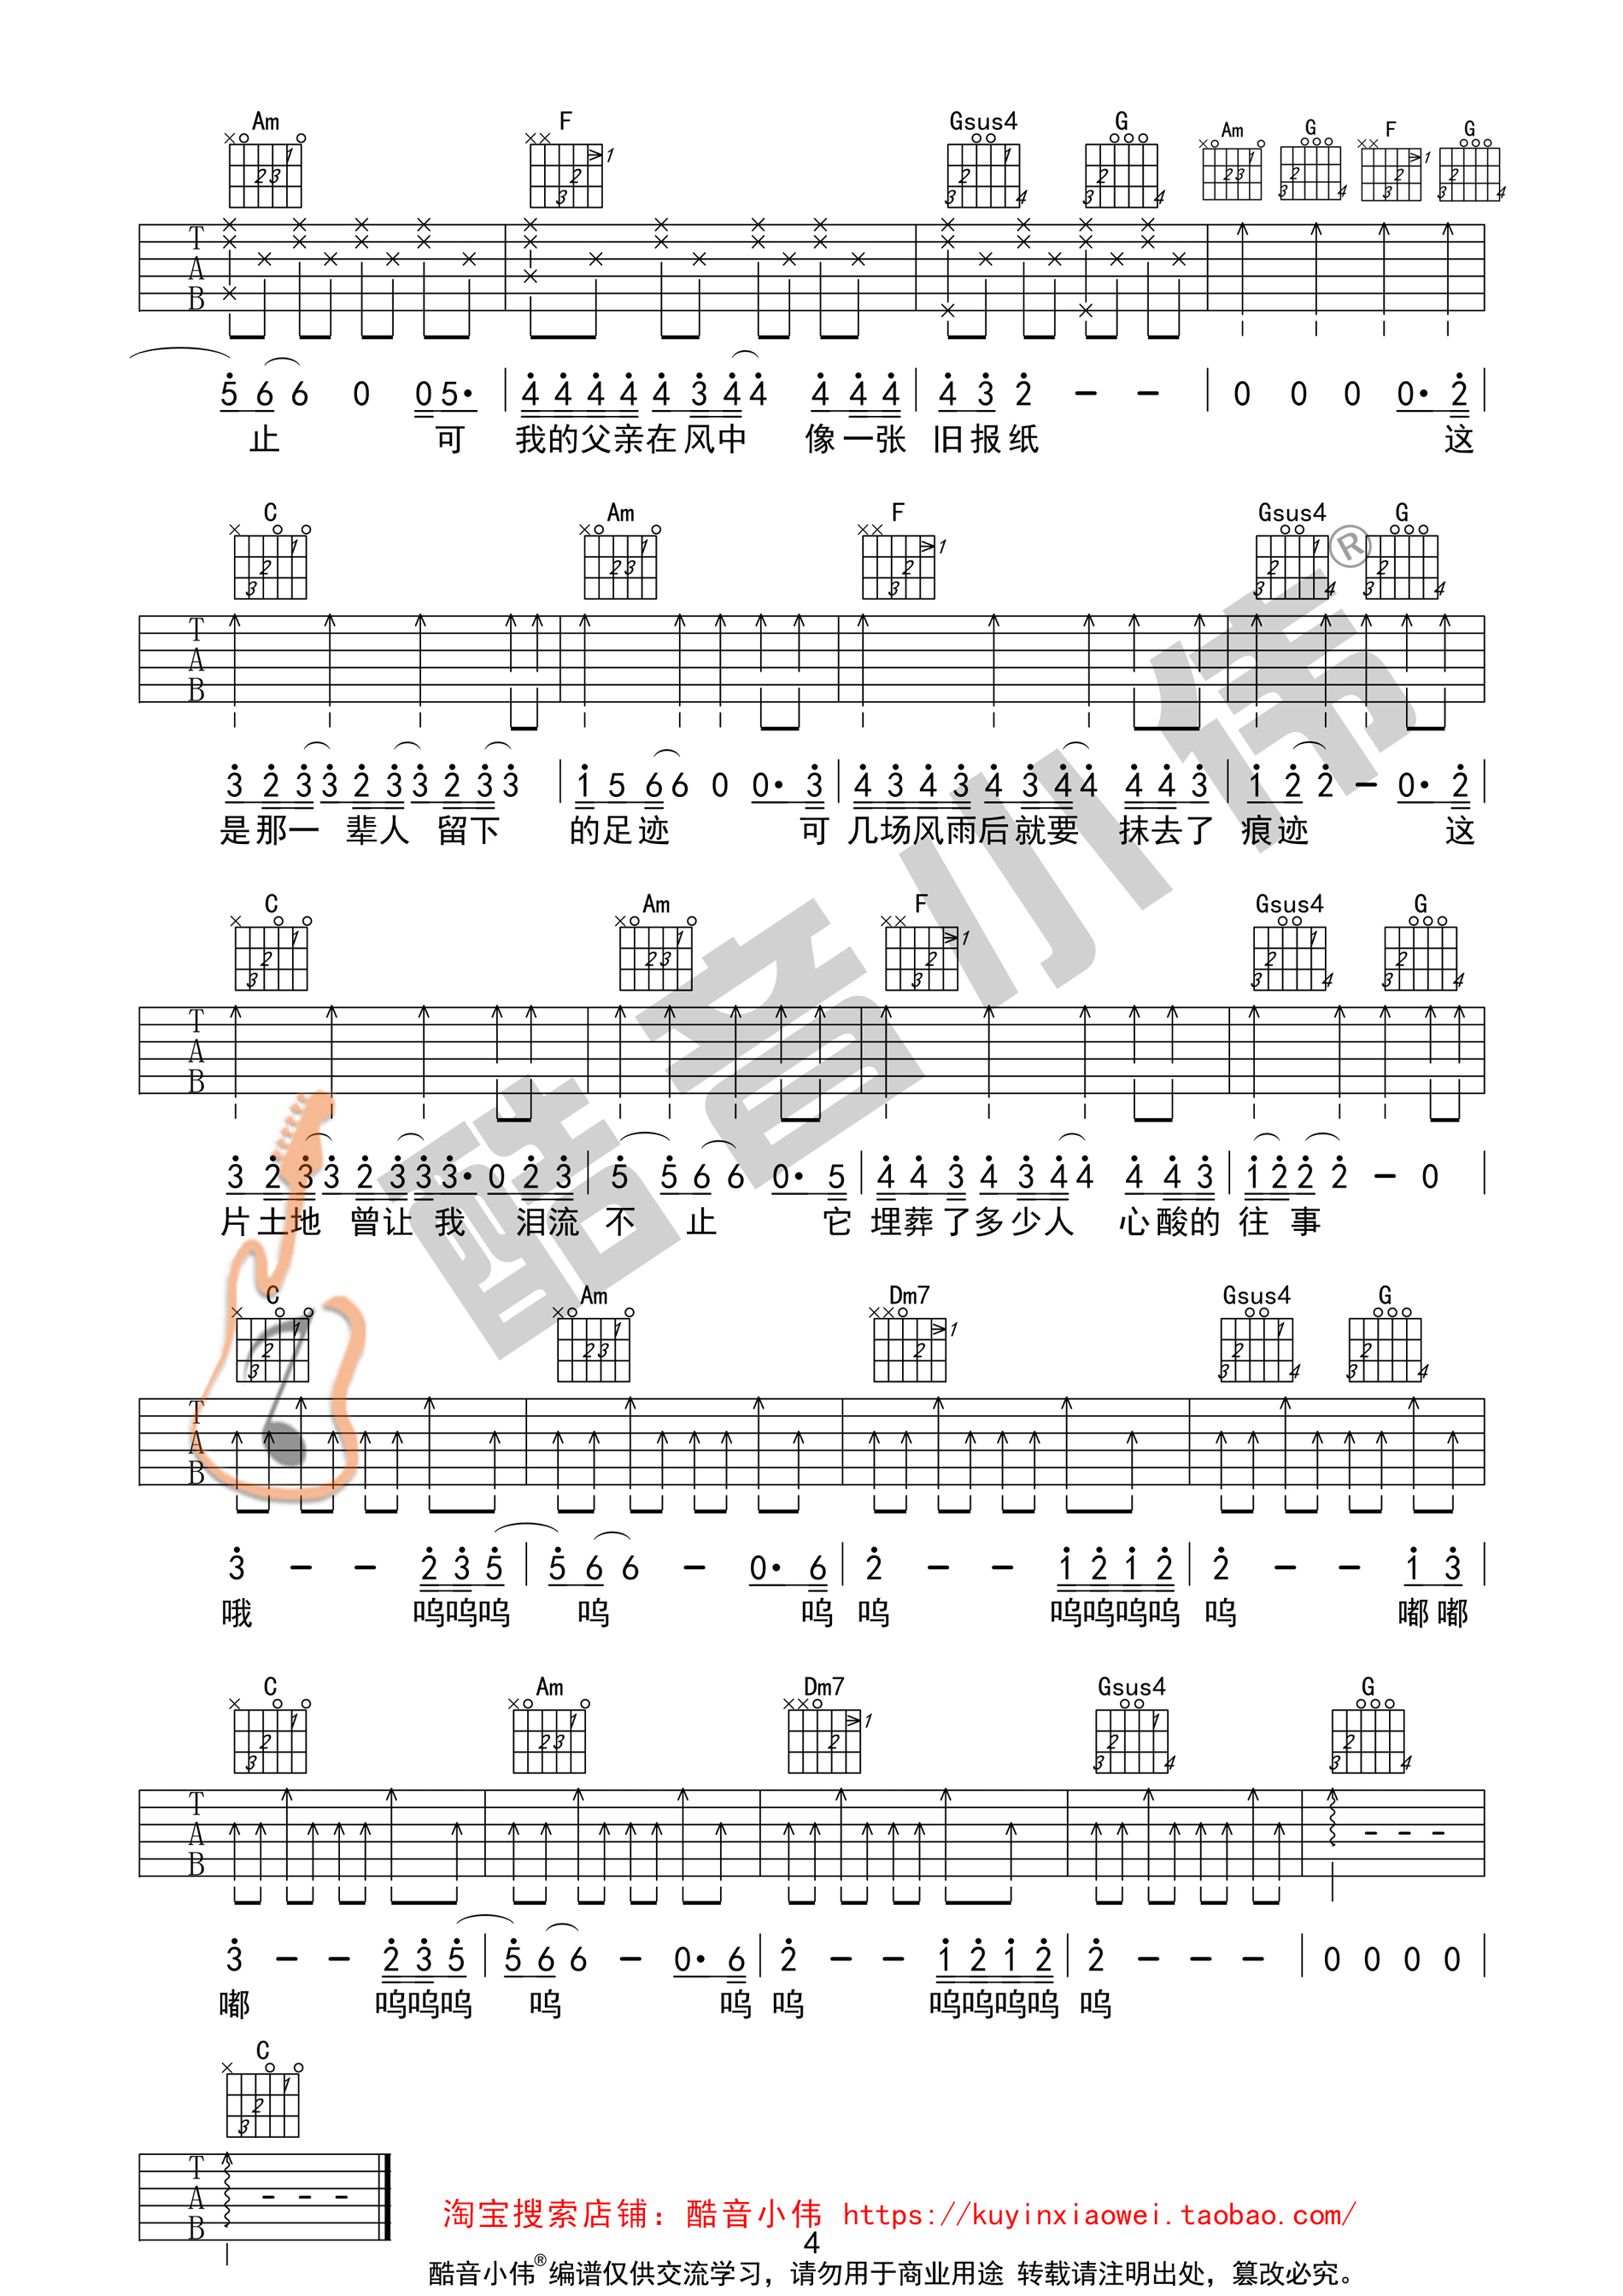 Am F Gsus4 G Am G F G
5 6 6 0 0 5· 4 4 4 4 4 3 4 4 4 4 4 4 3 2 - - 0 0 0 0· 2
止 可 我的父亲在风中 像一张 旧报纸 这
C Am F Gsus4 G
3 2 3 3 2 3 3 2 3 3 1 5 6 6 0 0· 3 4 3 4 3 4 3 4 4 4 4 3 1 2 2 - 0· 2
是那一 辈人 留下 的足迹 可 几场风雨后就要 抹去了 痕迹 这
C Am F Gsus4 G
3 2 3 3 2 3 3 3· 0 2 3 5 5 6 6 0· 5 4 4 3 4 3 4 4 4 4 3 1 2 2 2 - 0
片土地 曾让 我 泪流 不 止 它 埋葬了多少人 心酸的 往 事
C Am Dm7 Gsus4 G
3 - - 2 3 5 5 6 6 - 0· 6 2 - - 1 2 1 2 2 - - 1 3
哦 呜呜呜 呜 呜 呜 呜呜呜呜 呜 嘟嘟
C Am Dm7 Gsus4 G
3 - - 2 3 5 5 6 6 - 0· 6 2 - - 1 2 1 2 2 - - - 0 0 0 0
嘟 呜呜呜 呜 呜 呜 呜呜呜呜 呜
C
酷音小伟®
淘宝搜索店铺：酷音小伟 https://kuyinxiaowei.taobao.com/
4
酷音小伟®编谱仅供交流学习，请勿用于商业用途 转载请注明出处，篡改必究。